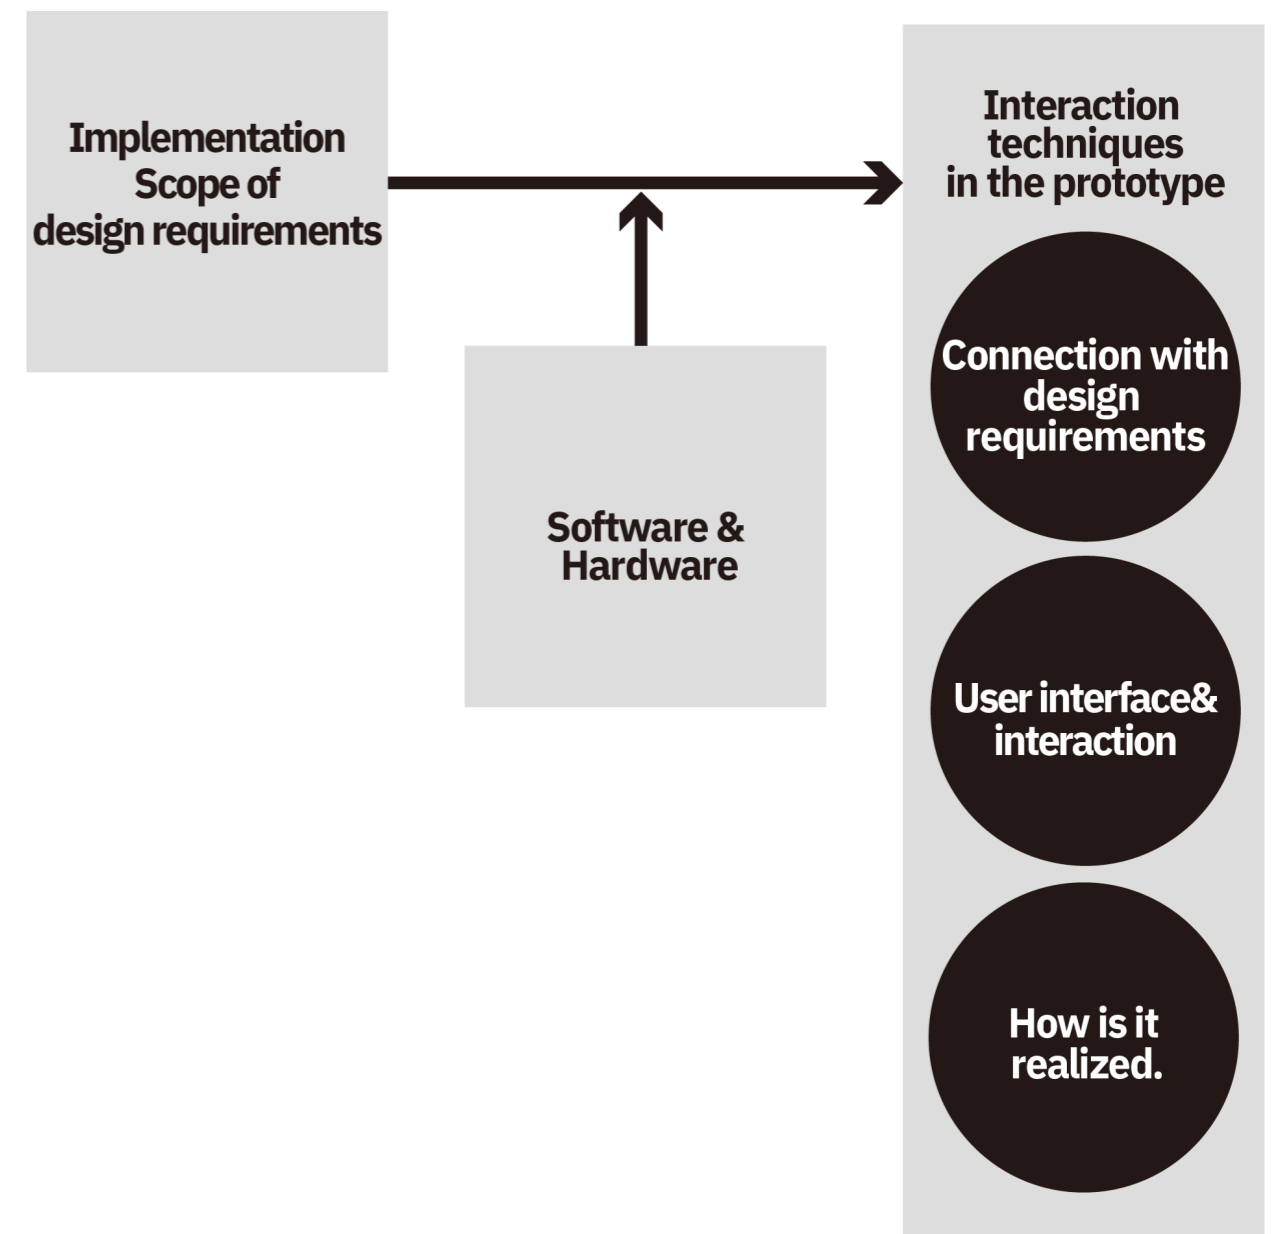 Implementation
Scope of
design requirements
Software &
Hardware
Interaction
techniques
in the prototype
Connection with
design
requirements
User interface&
interaction
How is it
realized.